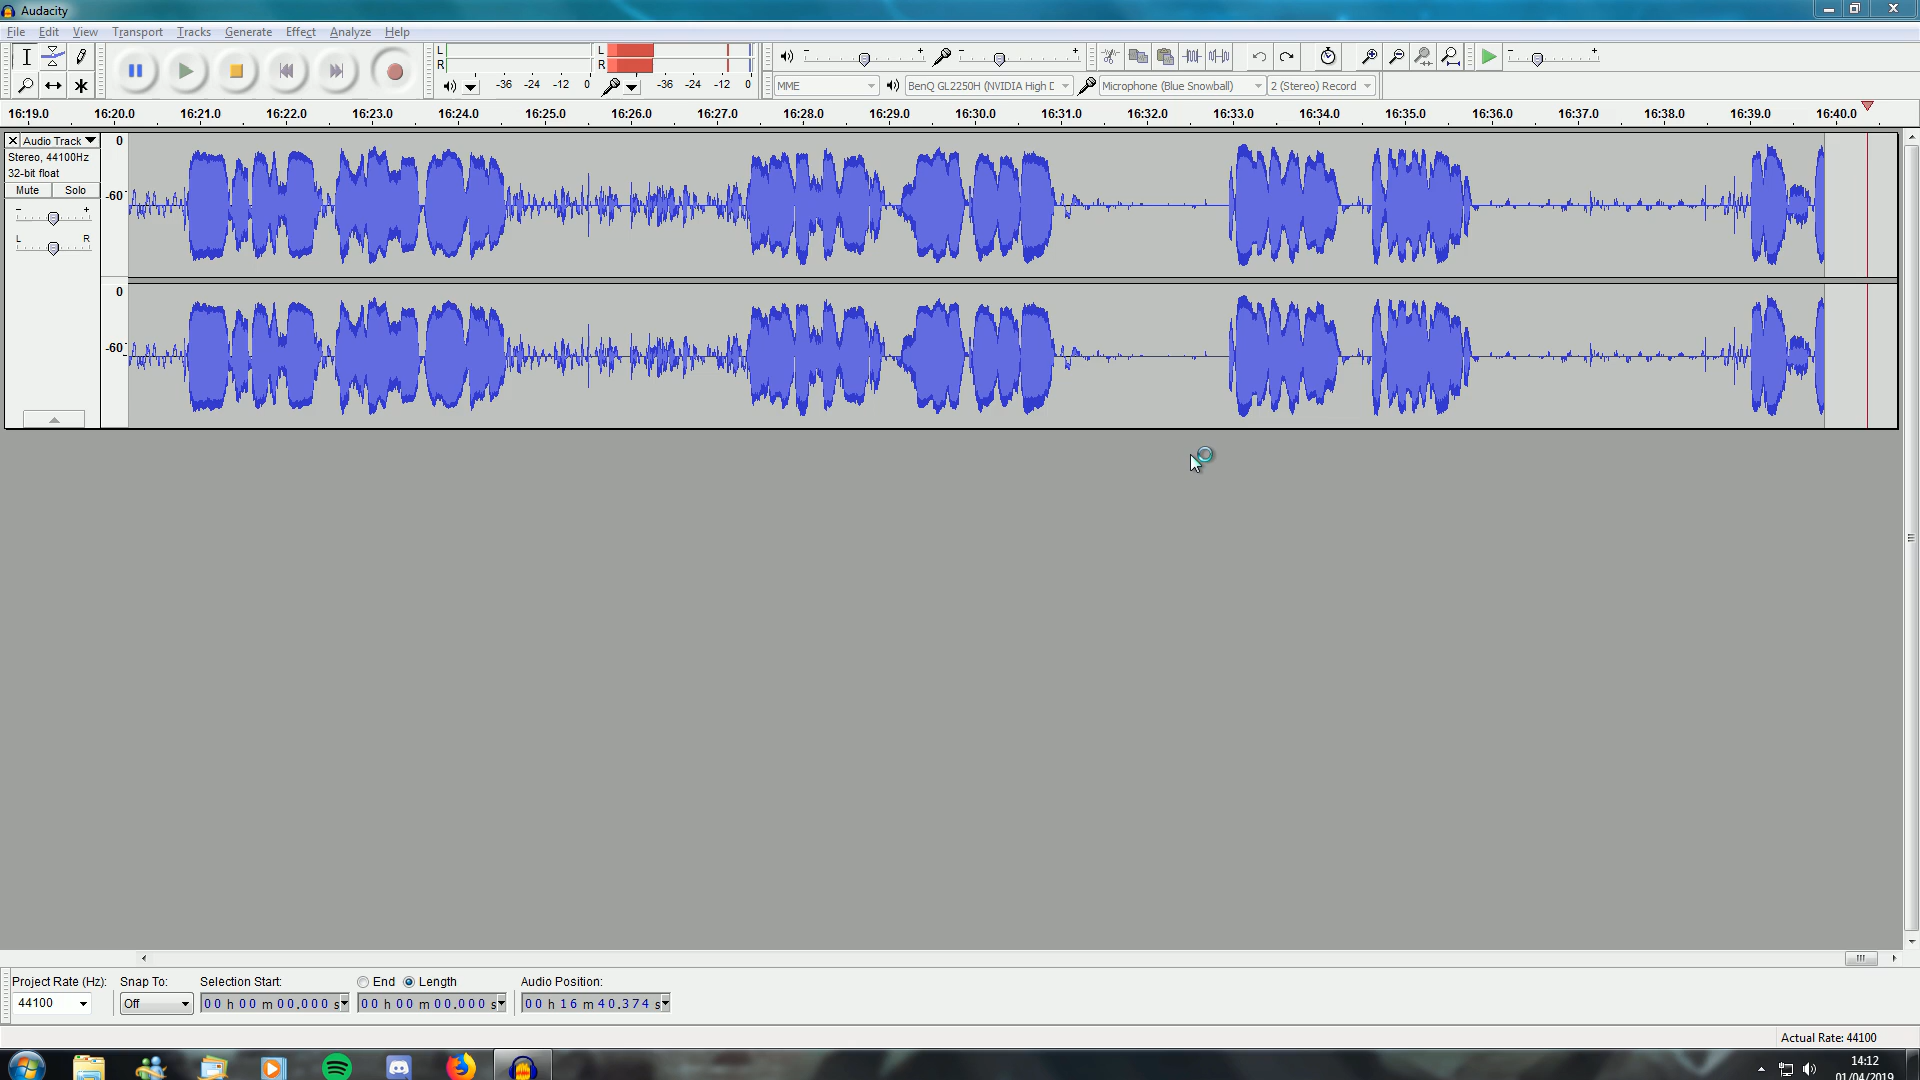 Audacity
File Edit View Transport Tracks Generate Effect Analyze Help
L
R
-36 -24 -12 0
L
R
-36 -24 -12 0
MME
BenQ GL2250H (NVIDIA High D
Microphone (Blue Snowball)
2 (Stereo) Record
16:19.0 16:20.0 16:21.0 16:22.0 16:23.0 16:24.0 16:25.0 16:26.0 16:27.0 16:28.0 16:29.0 16:30.0 16:31.0 16:32.0 16:33.0 16:34.0 16:35.0 16:36.0 16:37.0 16:38.0 16:39.0 16:40.0
Audio Track
Stereo, 44100Hz
32-bit float
Mute Solo
- +
L R
0
-60
0
-60
Project Rate (Hz): Snap To: Selection Start: End Length Audio Position:
44100 Off 00 h 00 m 00.000 s 00 h 00 m 00.000 s 00 h 16 m 40.374 s
Actual Rate: 44100
14:12
01/04/2019